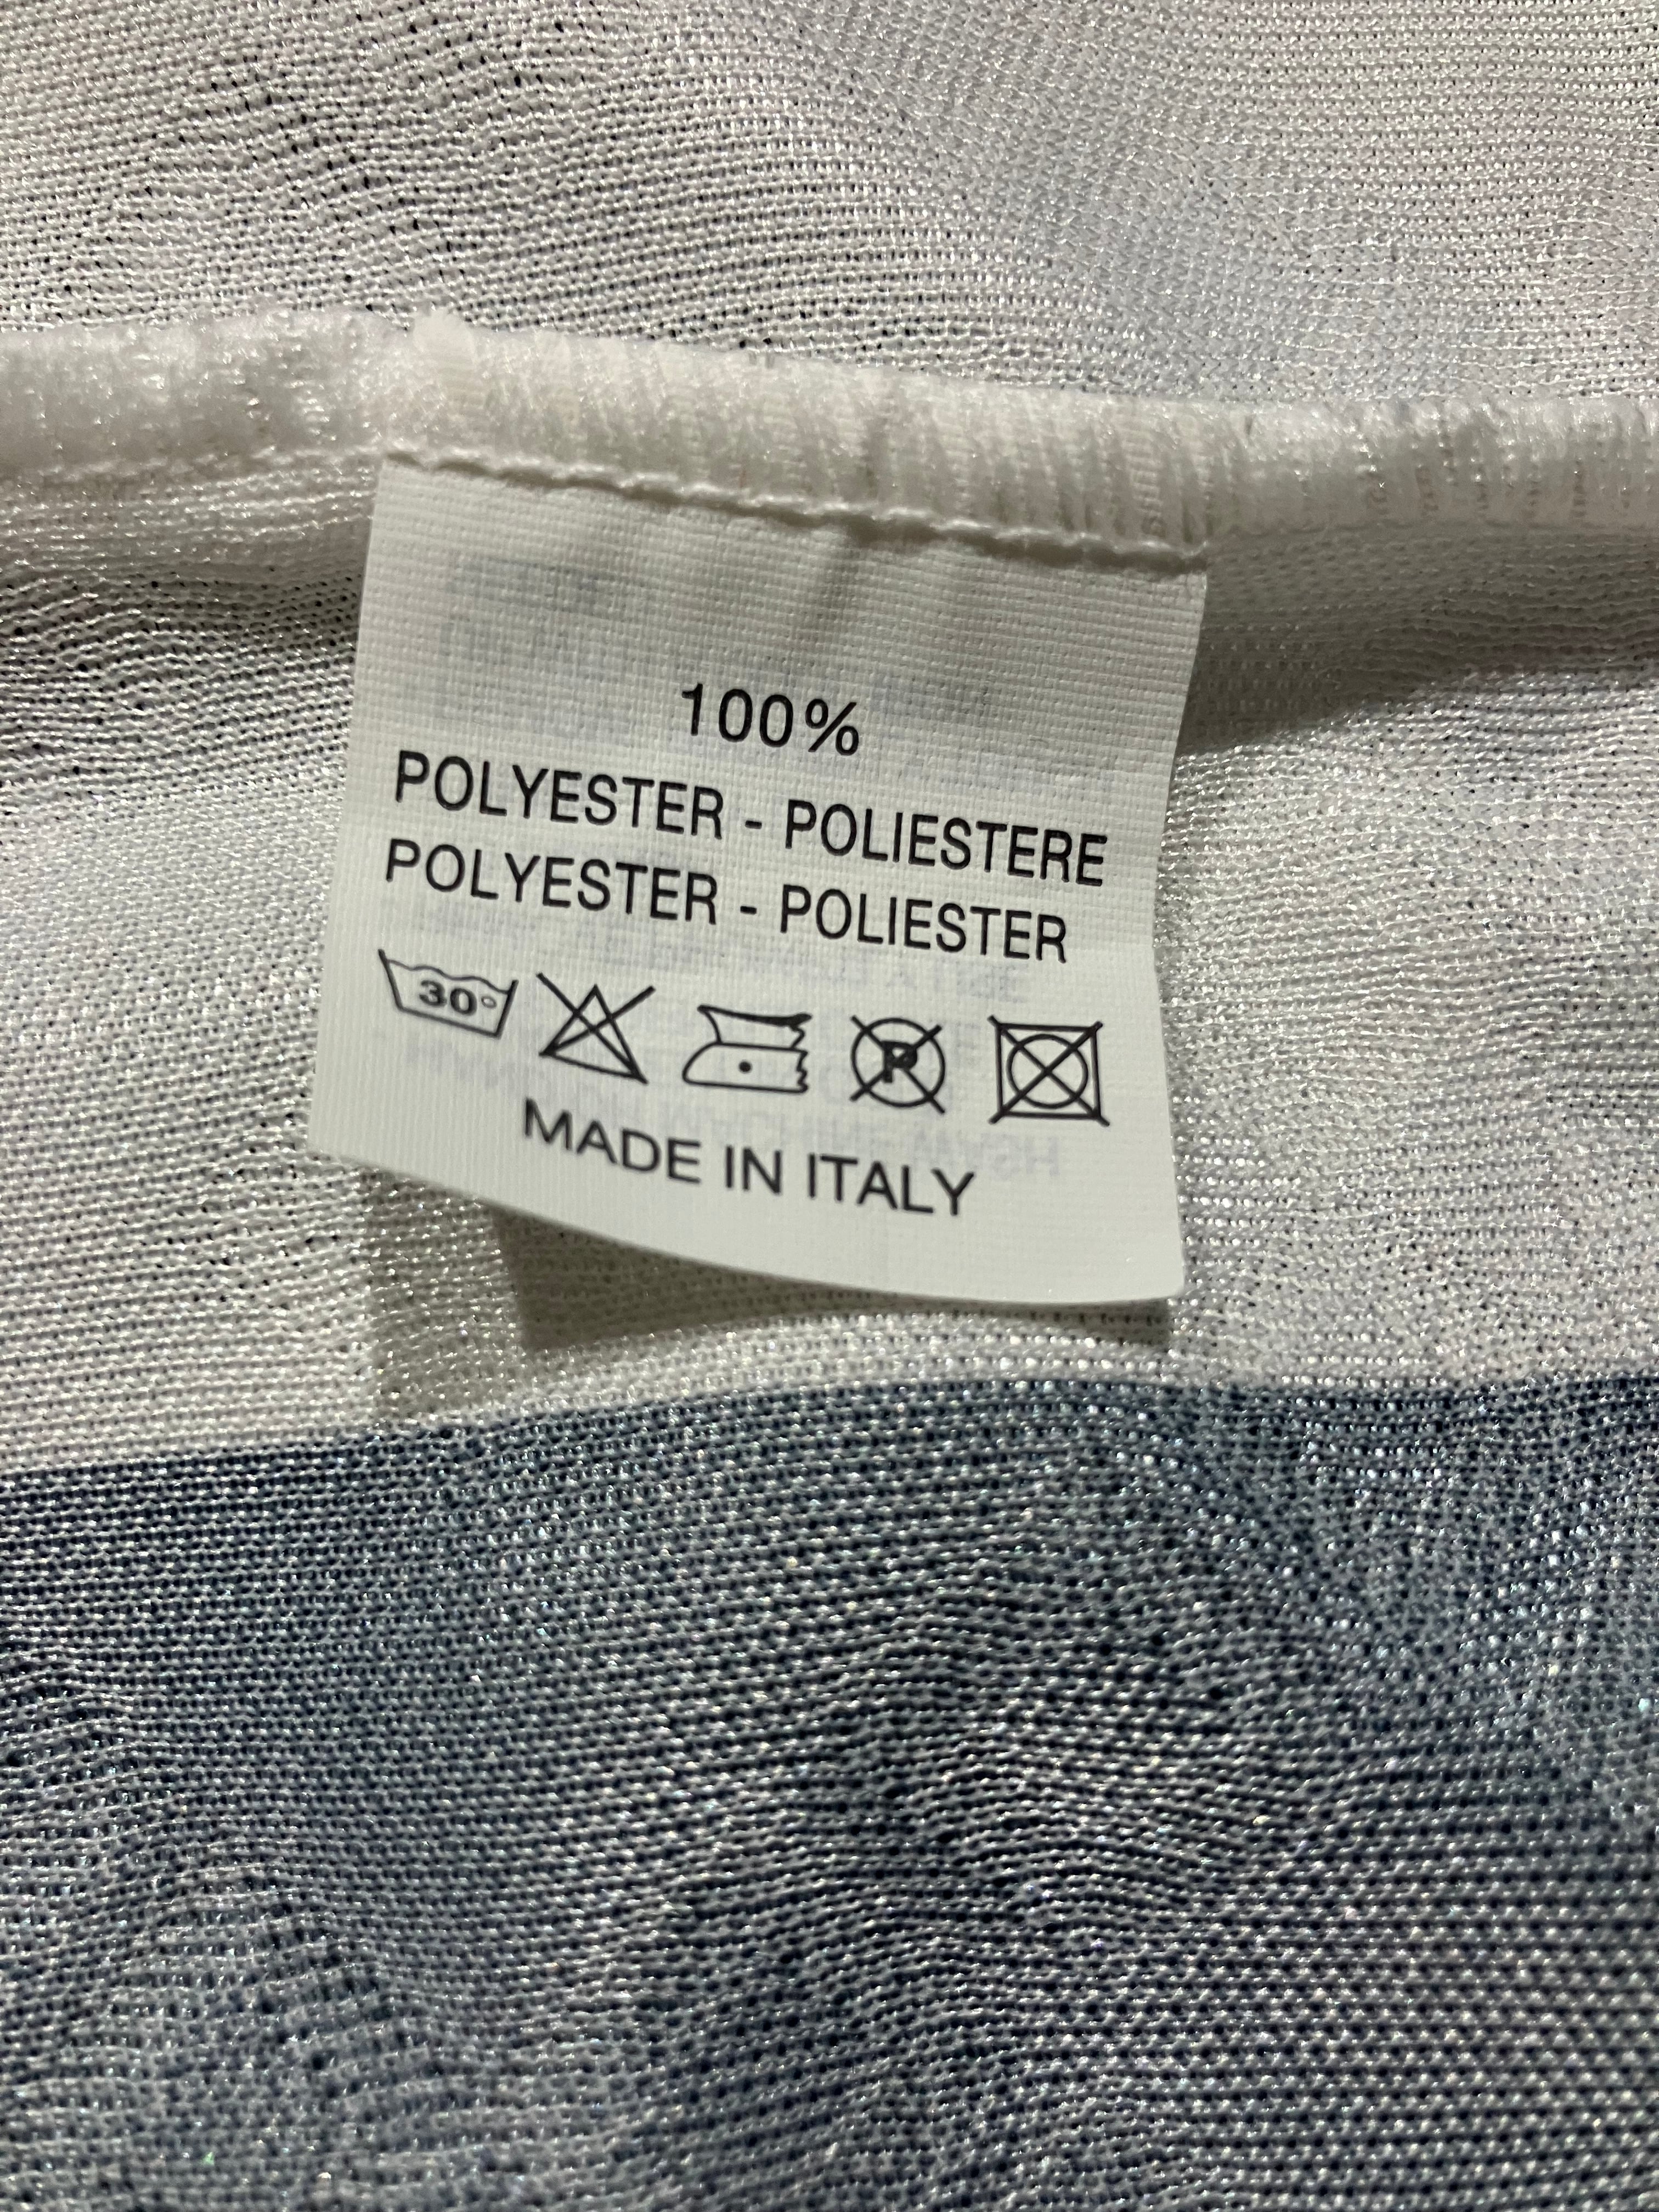 100%
POLYESTER - POLIESTERE
POLYESTER - POLIESTER
30°
P
MADE IN ITALY